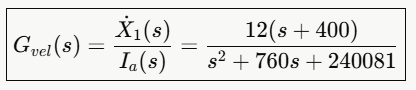 $G_{vel}(s) = \frac{\dot{X}_1(s)}{I_a(s)} = \frac{12(s + 400)}{s^2 + 760s + 240081}$